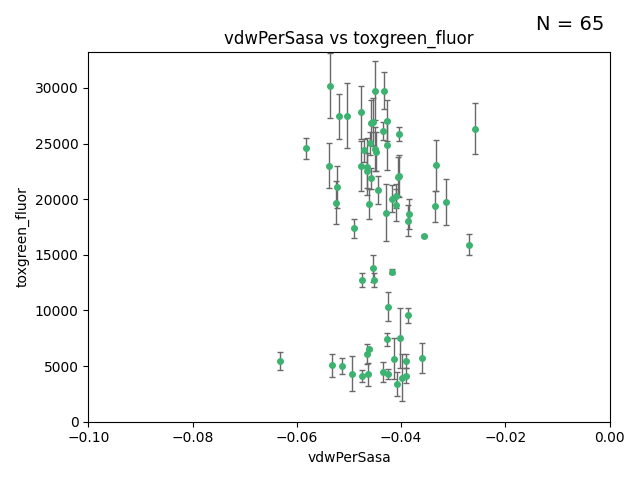 N = 65
vdwPerSasa vs toxgreen_fluor
toxgreen_fluor
30000
25000
20000
15000
10000
5000
0
−0.10 −0.08 −0.06 −0.04 −0.02 0.00
vdwPerSasa